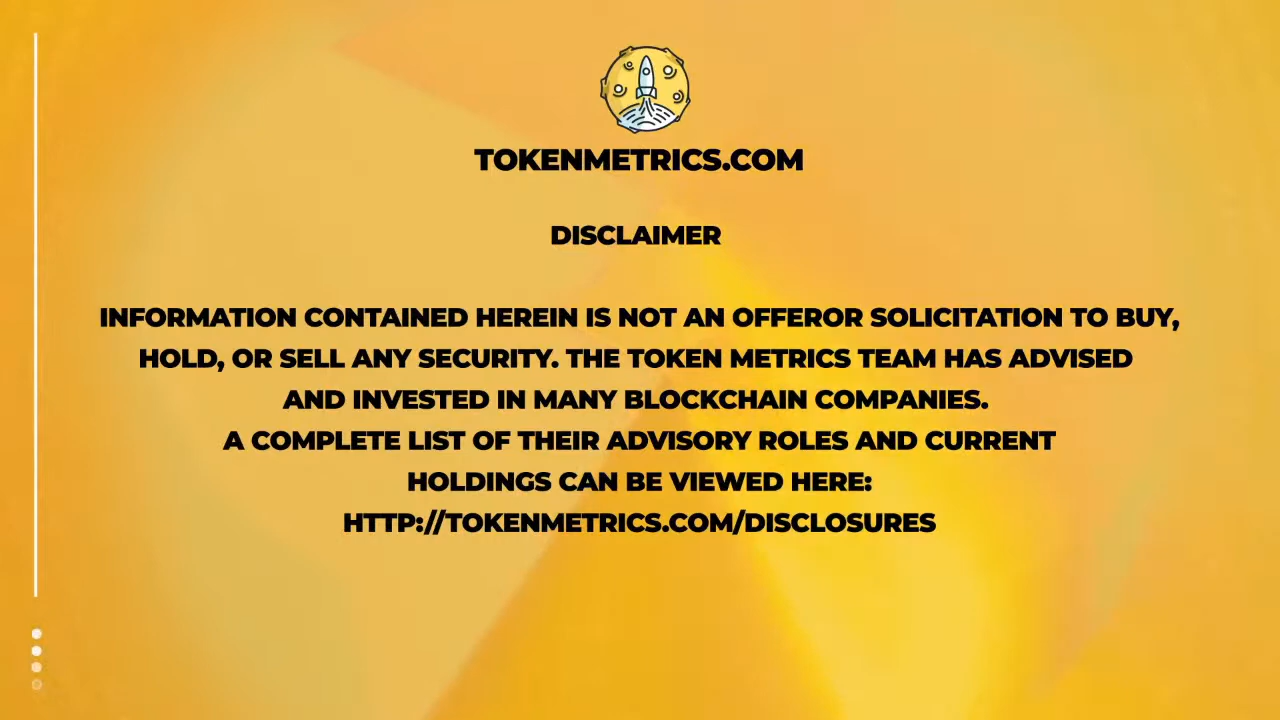 TOKENMETRICS.COM
DISCLAIMER
INFORMATION CONTAINED HEREIN IS NOT AN OFFEROR SOLICITATION TO BUY,
HOLD, OR SELL ANY SECURITY. THE TOKEN METRICS TEAM HAS ADVISED
AND INVESTED IN MANY BLOCKCHAIN COMPANIES.
A COMPLETE LIST OF THEIR ADVISORY ROLES AND CURRENT
HOLDINGS CAN BE VIEWED HERE:
HTTP://TOKENMETRICS.COM/DISCLOSURES